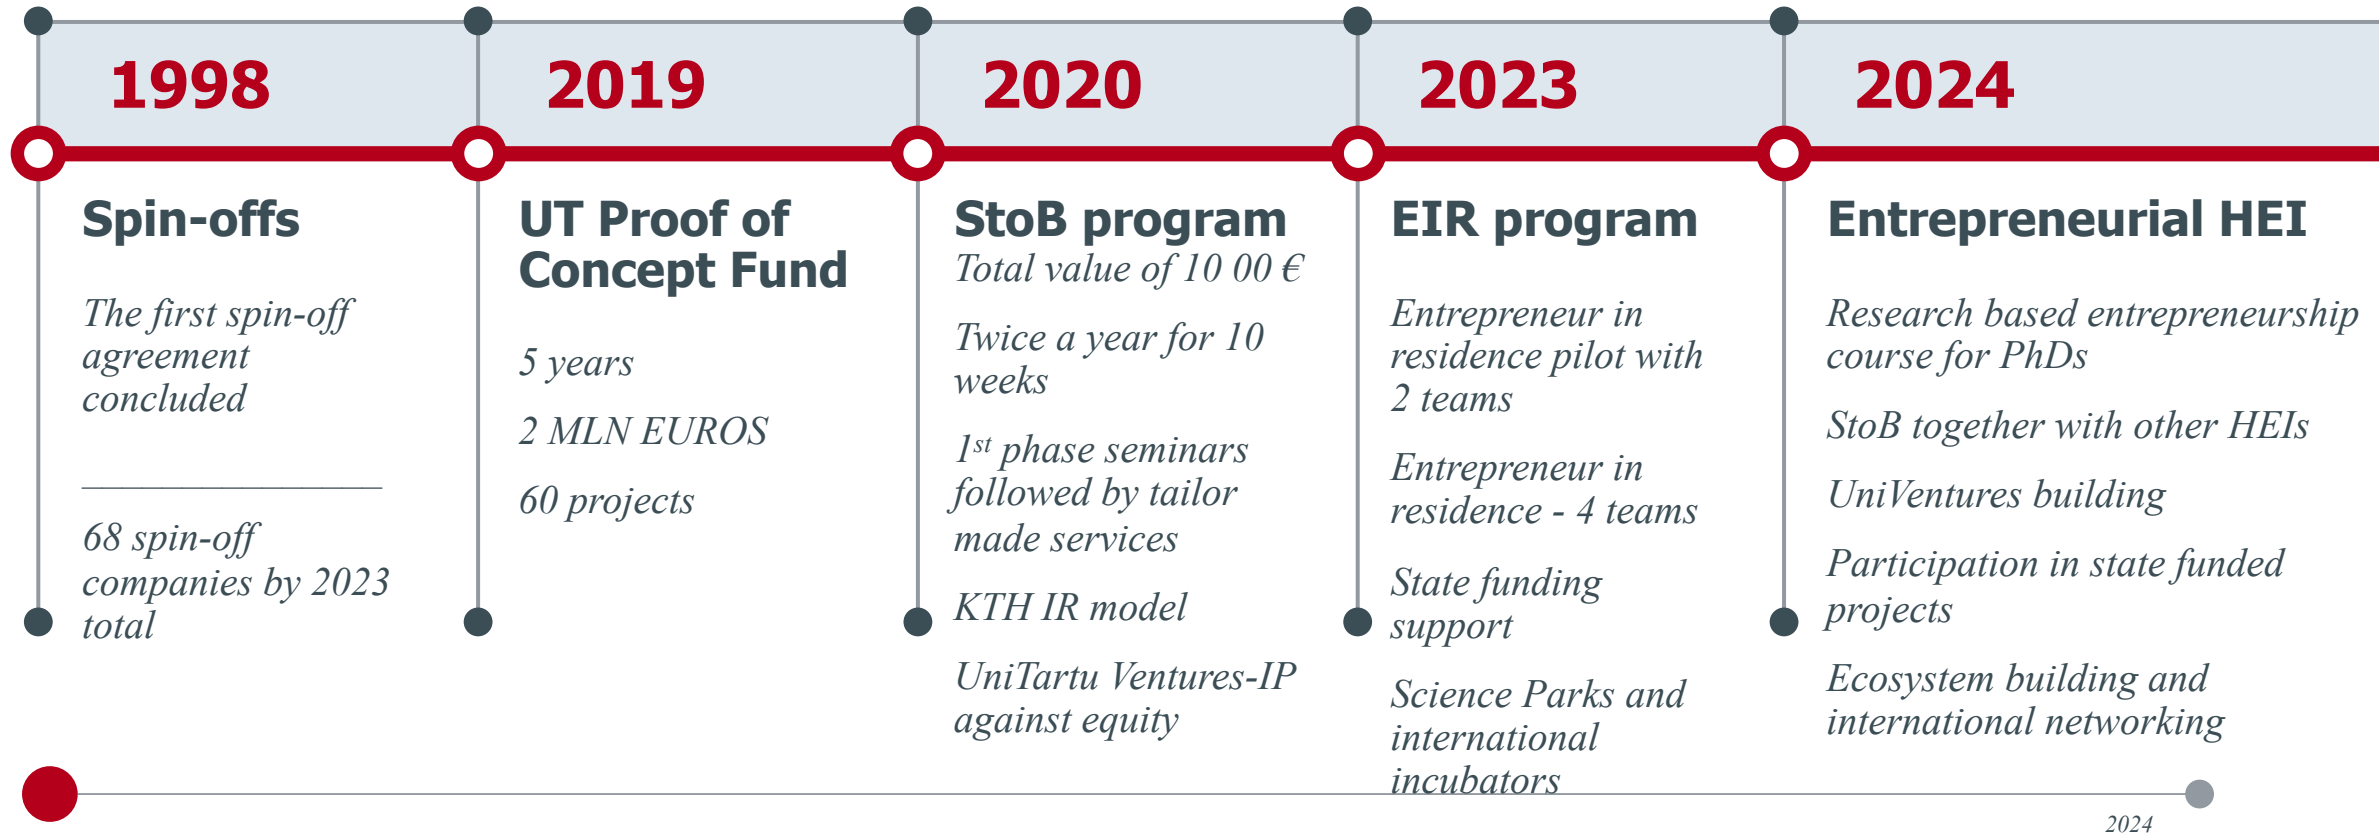 1998
Spin-offs
The first spin-off
agreement
concluded
_______________
68 spin-off
companies by 2023
total
2019
UT Proof of
Concept Fund
5 years
2 MLN EUROS
60 projects
2020
StoB program
Total value of 10 00 €
Twice a year for 10
weeks
1st phase seminars
followed by tailor
made services
KTH IR model
UniTartu Ventures-IP
against equity
2023
EIR program
Entrepreneur in
residence pilot with
2 teams
Entrepreneur in
residence - 4 teams
State funding
support
Science Parks and
international
incubators
2024
Entrepreneurial HEI
Research based entrepreneurship
course for PhDs
StoB together with other HEIs
UniVentures building
Participation in state funded
projects
Ecosystem building and
international networking
2024